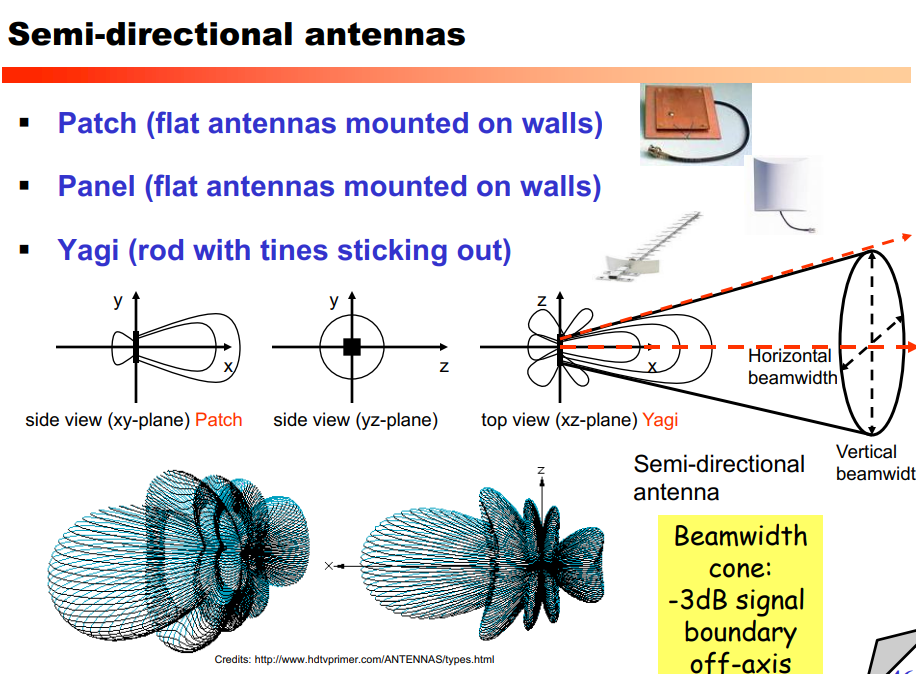 Semi-directional antennas
▪ Patch (flat antennas mounted on walls)
▪ Panel (flat antennas mounted on walls)
▪ Yagi (rod with tines sticking out)
y
x
y
z
z
x
Horizontal
beamwidth
side view (xy-plane) Patch
side view (yz-plane)
top view (xz-plane) Yagi
Vertical
beamwidt
Semi-directional
antenna
z
x
Beamwidth
cone:
-3dB signal
boundary
off-axis
Credits: http://www.hdtvprimer.com/ANTENNAS/types.html